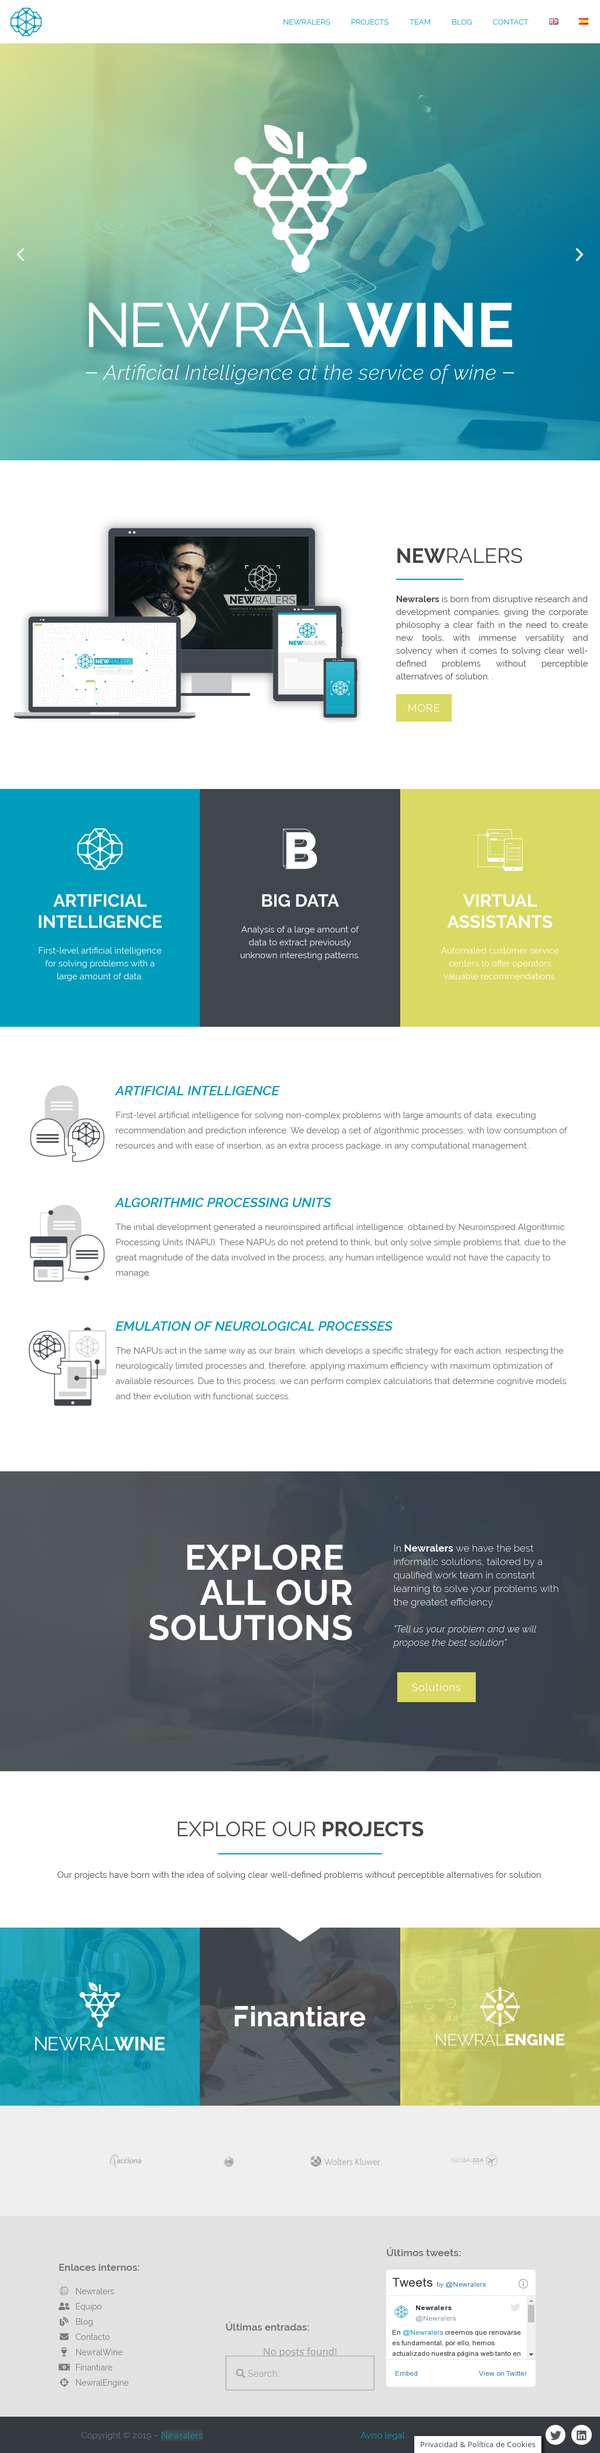 NEWRALERS PROJECTS TEAM BLOG CONTACT
NEWRALWINE
– Artificial Intelligence at the service of wine –
NEWRALERS
NEWRALERS
NEWRALERS
NEWRALERS
Newralers is born from disruptive research and
development companies, giving the corporate
philosophy a clear faith in the need to create
new tools, with immense versatility and
solvency when it comes to solving clear well-
defined problems without perceptible
alternatives of solution. .
MORE
ARTIFICIAL
INTELLIGENCE
First-level artificial intelligence
for solving problems with a
large amount of data.
B
BIG DATA
Analysis of a large amount of
data to extract previously
unknown interesting patterns.
VIRTUAL
ASSISTANTS
Automated customer service
centers to offer operators
valuable recommendations.
ARTIFICIAL INTELLIGENCE
First-level artificial intelligence for solving non-complex problems with large amounts of data, executing
recommendation and prediction inference. We develop a set of algorithmic processes, with low consumption of
resources and with ease of insertion, as an extra process package, in any computational management.
ALGORITHMIC PROCESSING UNITS
The initial development generated a neuroinspired artificial intelligence, obtained by Neuroinspired Algorithmic
Processing Units (NAPU). These NAPUs do not pretend to think, but only solve simple problems that, due to the
great magnitude of the data involved in the process, any human intelligence would not have the capacity to
manage.
EMULATION OF NEUROLOGICAL PROCESSES
The NAPUs act in the same way as our brain, which develops a specific strategy for each action, respecting the
neurologically limited processes and, therefore, applying maximum efficiency with maximum optimization of
available resources. Due to this process, we can perform complex calculations that determine cognitive models
and their evolution with functional success.
EXPLORE
ALL OUR
SOLUTIONS
In Newralers we have the best
informatic solutions, tailored by a
qualified work team in constant
learning to solve your problems with
the greatest efficiency.
"Tell us your problem and we will
propose the best solution"
Solutions
EXPLORE OUR PROJECTS
Our projects have born with the idea of solving clear well-defined problems without perceptible alternatives for solution.
NEWRALWINE
Finantiare
NEWRALENGINE
acciona
Wolters Kluwer
Enlaces internos:
Newralers
Equipo
Blog
Contacto
NewralWine
Finantiare
NewralEngine
Últimas entradas:
No posts found!
Search
Últimos tweets:
Tweets by @Newralers
Newralers
@Newralers
En @Newralers creemos que renovarse
es fundamental, por ello, hemos
actualizado nuestra página web tanto en
Embed View on Twitter
Copyright © 2019 – Newralers
Aviso legal
Privacidad & Política de Cookies